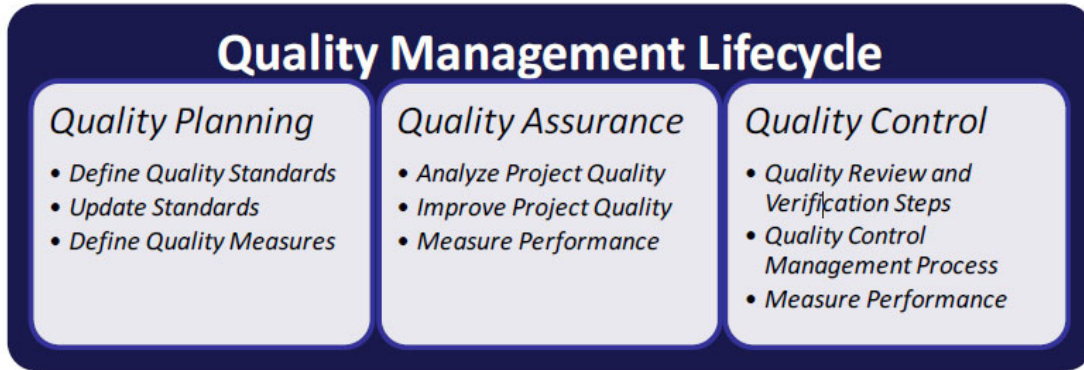 Quality Management Lifecycle
Quality Planning
• Define Quality Standards
• Update Standards
• Define Quality Measures
Quality Assurance
• Analyze Project Quality
• Improve Project Quality
• Measure Performance
Quality Control
• Quality Review and
Verification Steps
• Quality Control
Management Process
• Measure Performance